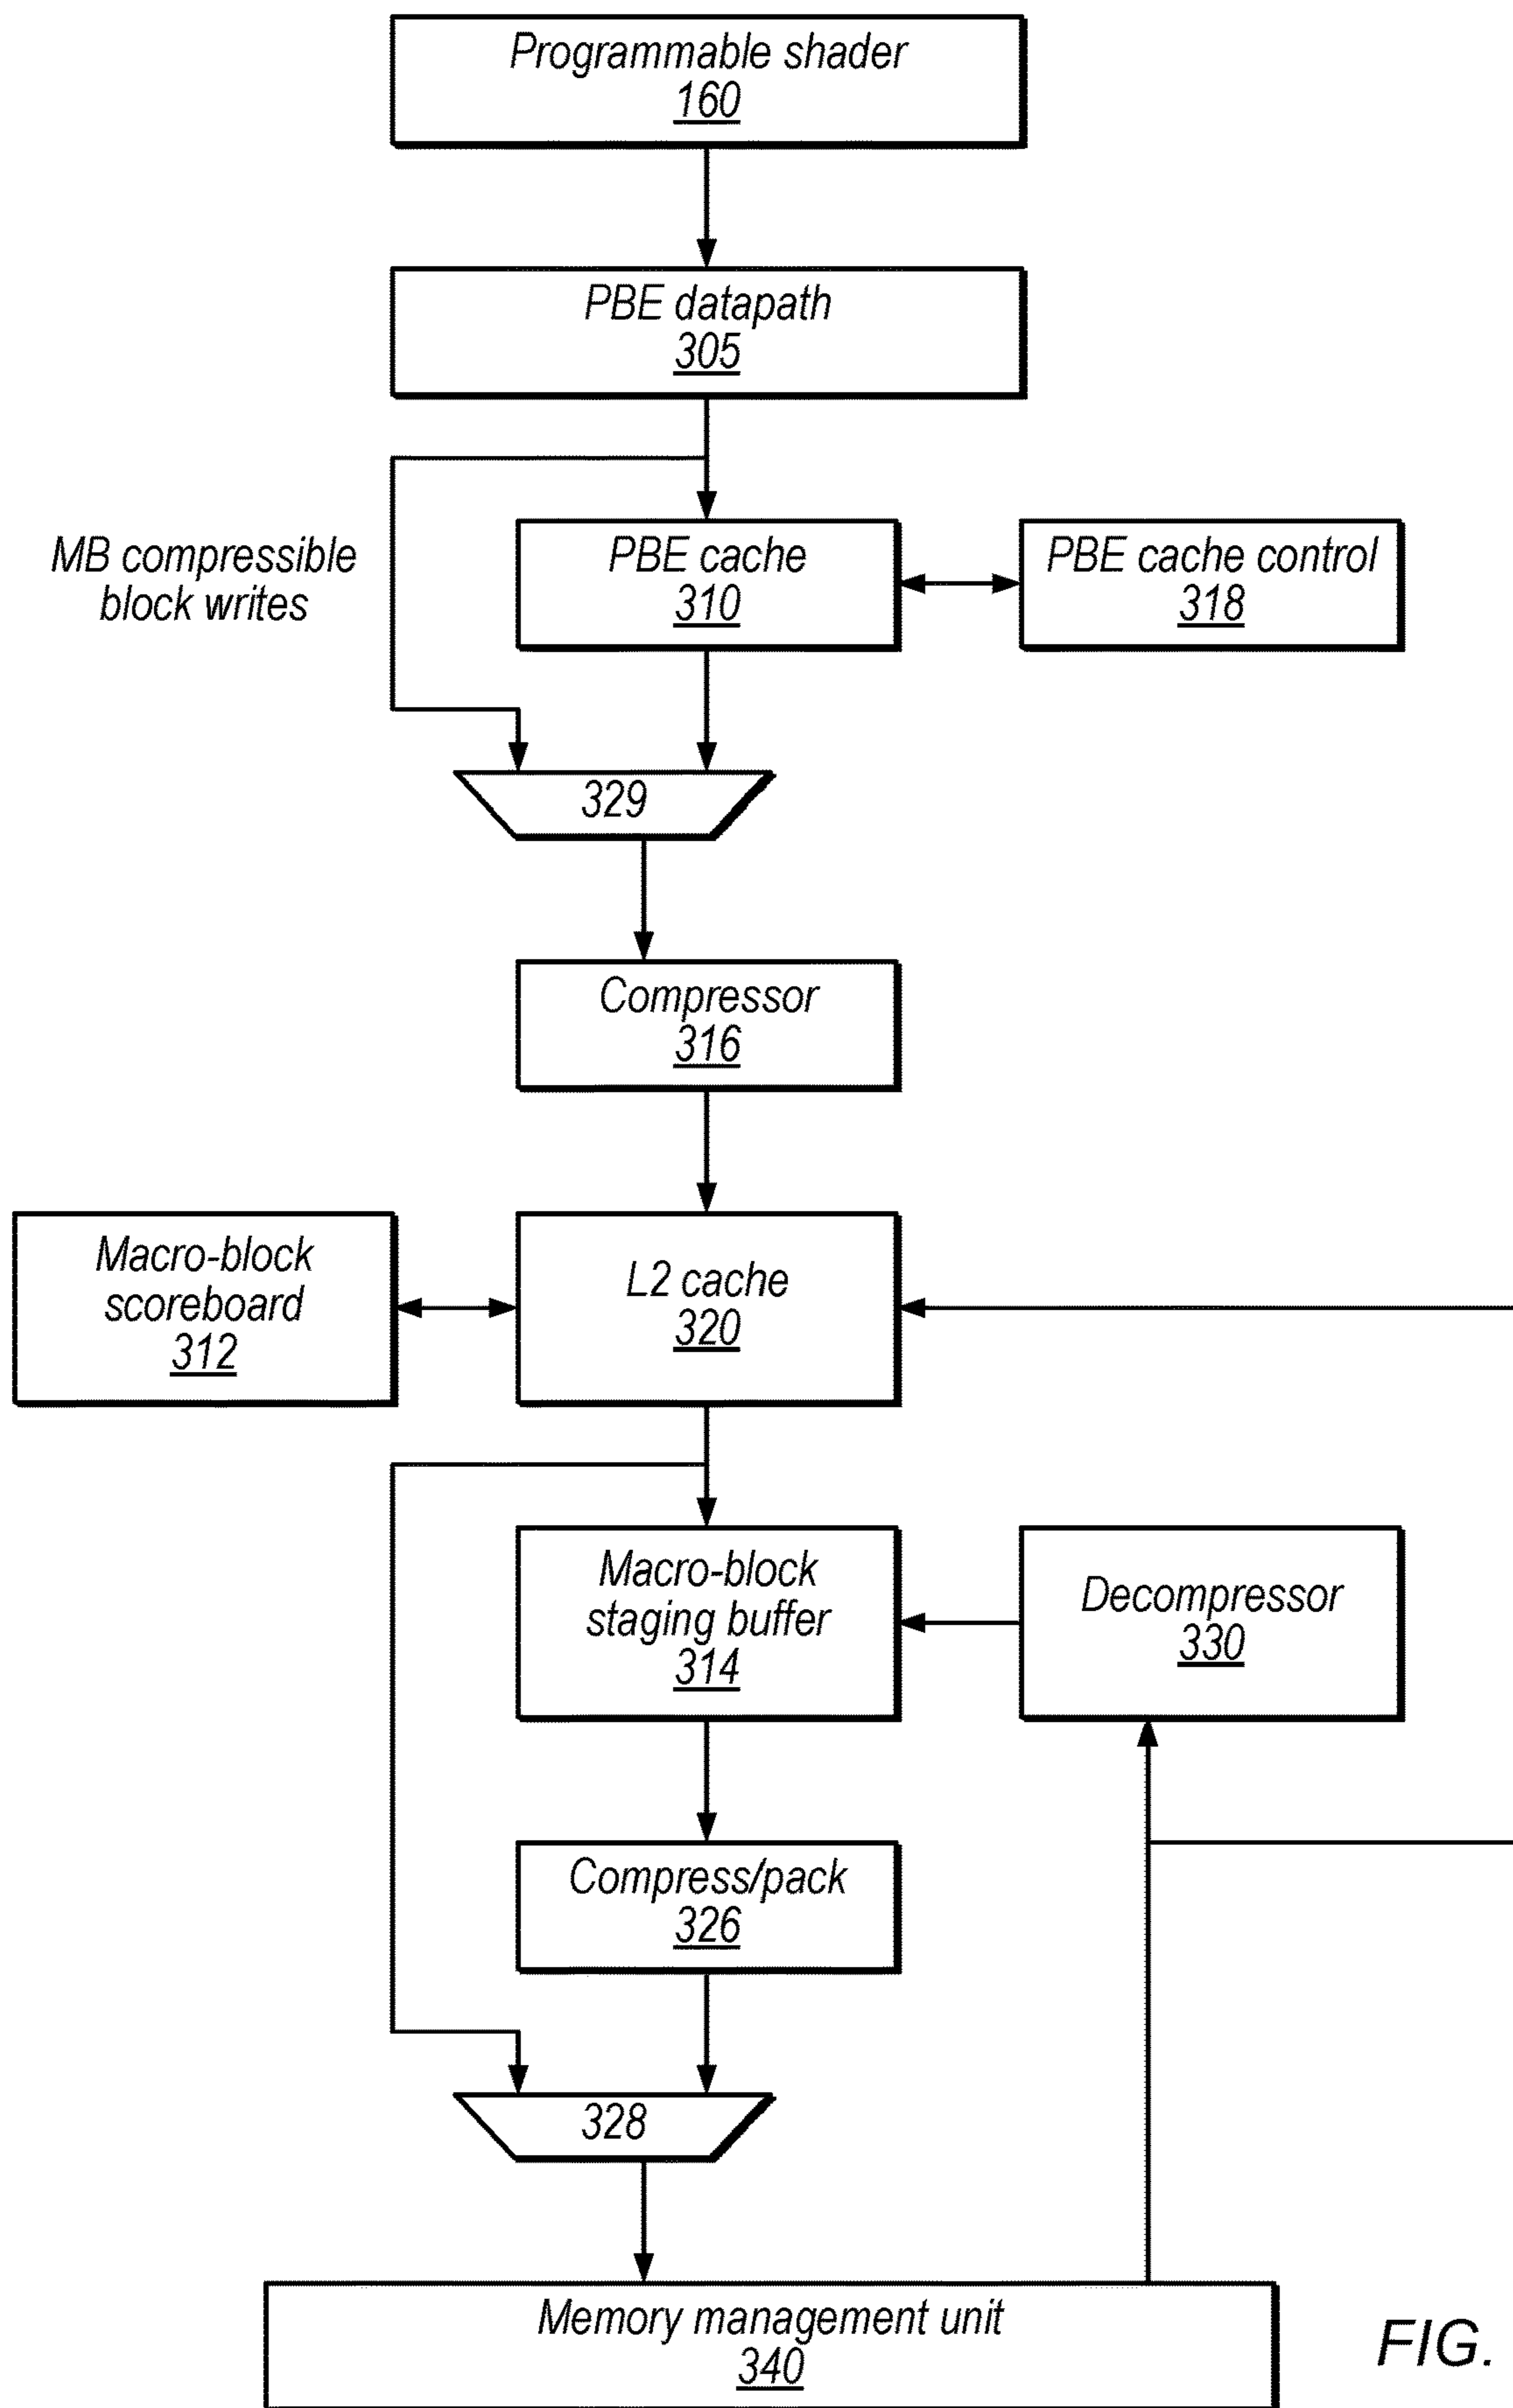 Programmable shader
160
PBE datapath
305
MB compressible
block writes
PBE cache
310
PBE cache control
318
329
Compressor
316
Macro-block
scoreboard
312
L2 cache
320
Macro-block
staging buffer
314
Decompressor
330
Compress/pack
326
328
Memory management unit
340
FIG.